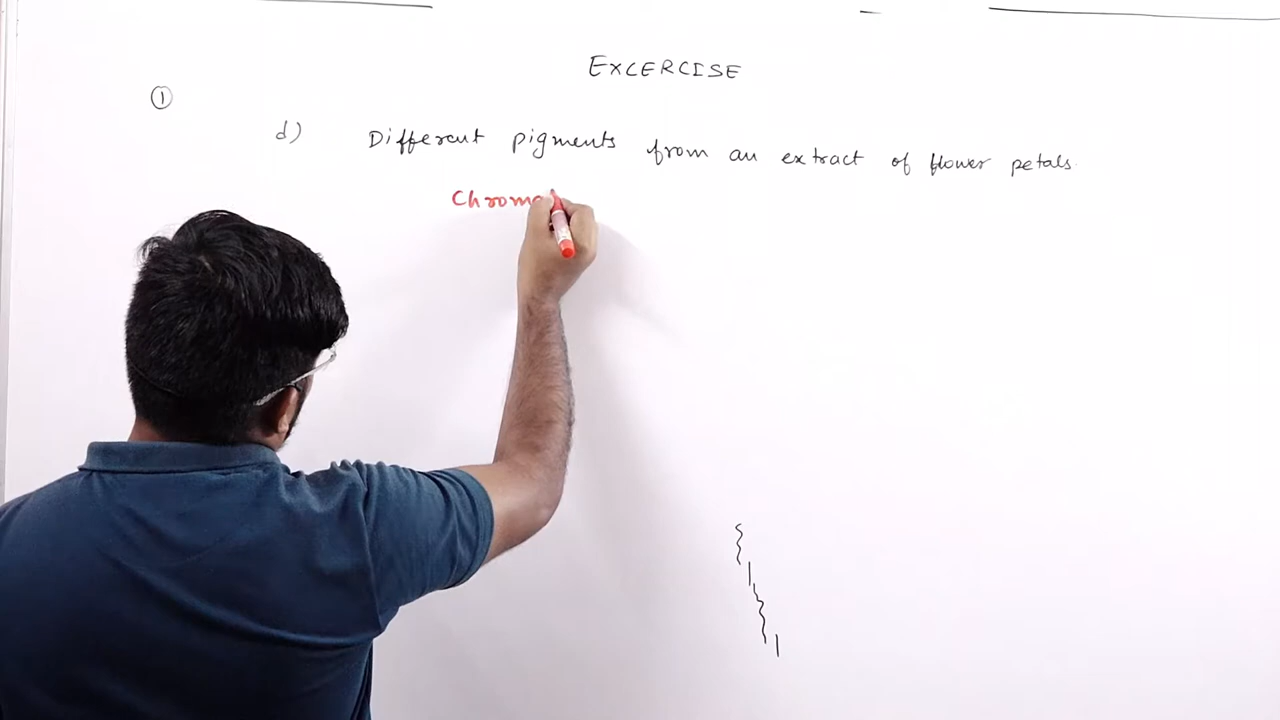 EXCERCISE
①
d) Different pigments from an extract of flower petals.
Chroma